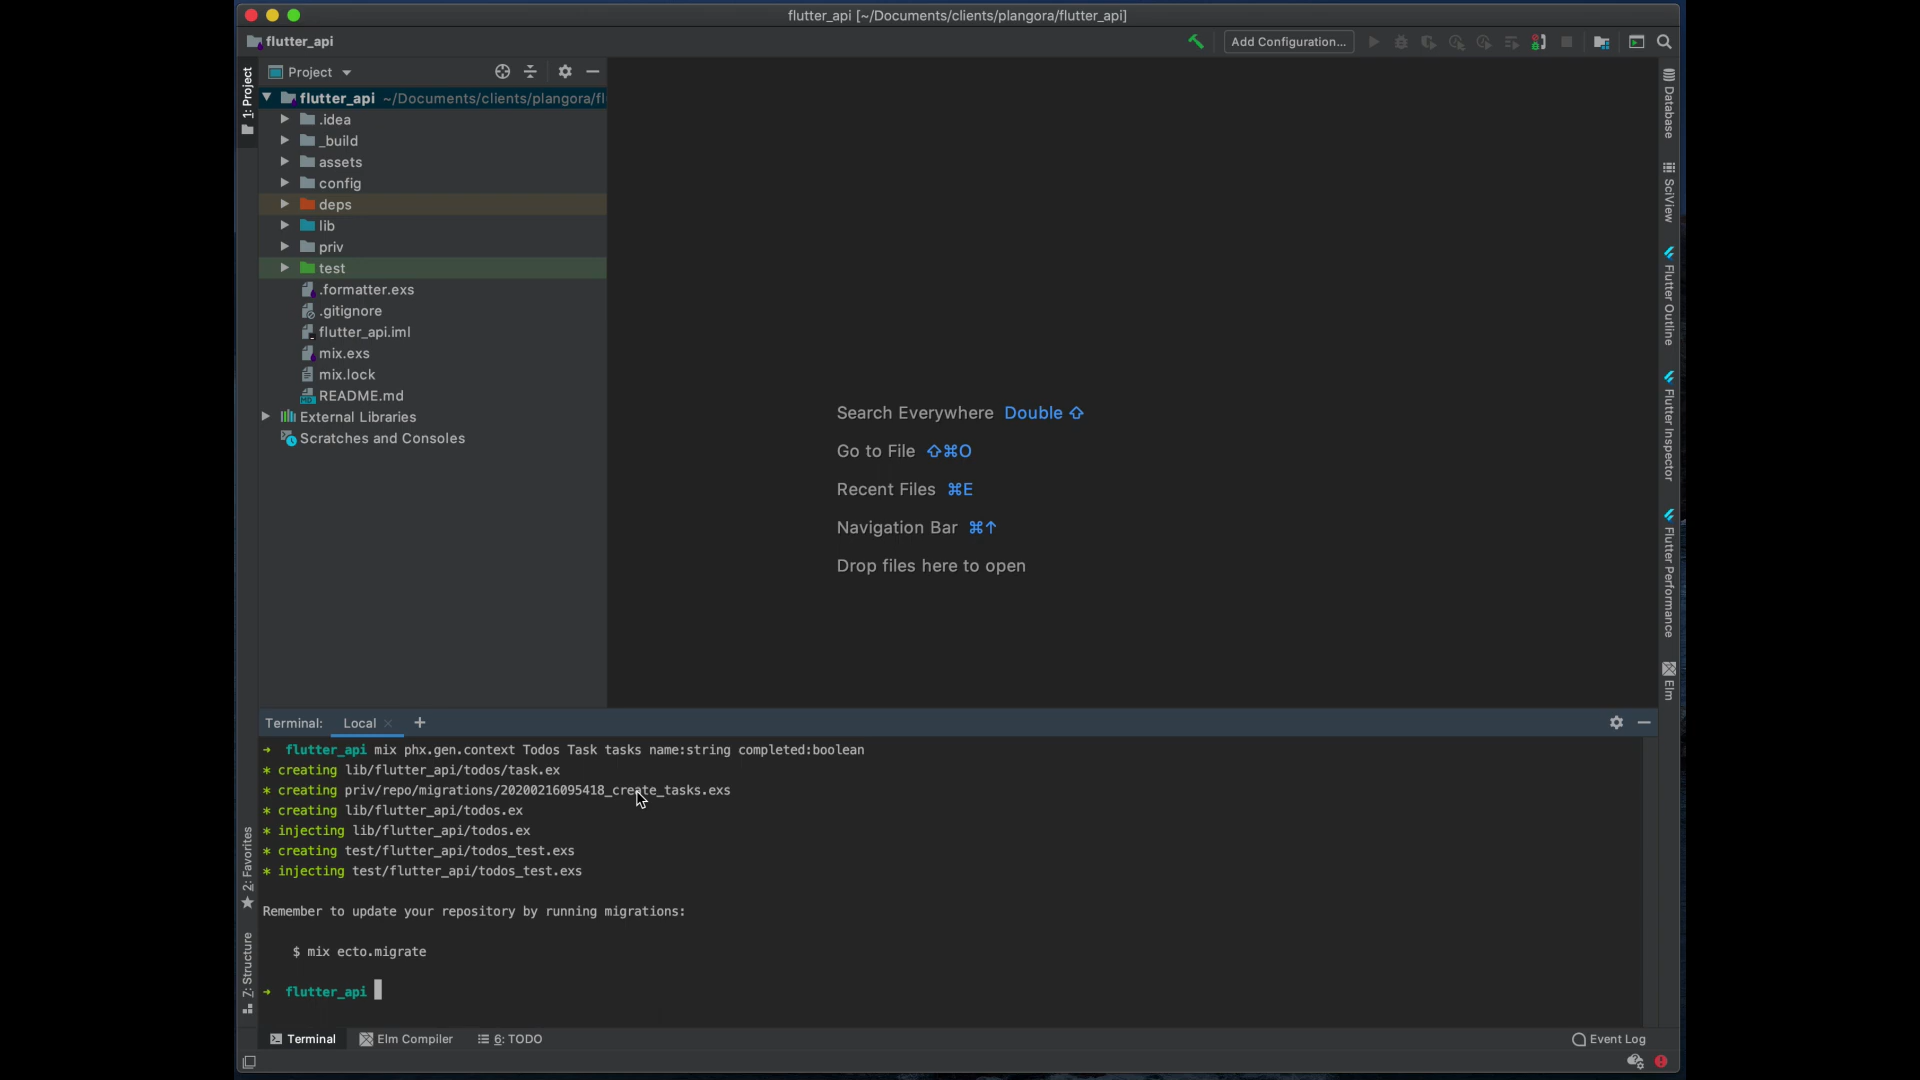 flutter_api [~/Documents/clients/plangora/flutter_api]
flutter_api
Add Configuration...
1: Project
Project
flutter_api ~/Documents/clients/plangora/fl
.idea
_build
assets
config
deps
lib
priv
test
.formatter.exs
.gitignore
flutter_api.iml
mix.exs
mix.lock
README.md
External Libraries
Scratches and Consoles
Search Everywhere Double ⇧
Go to File ⇧⌘O
Recent Files ⌘E
Navigation Bar ⌘↑
Drop files here to open
Database
SciView
Flutter Outline
Flutter Inspector
Flutter Performance
Elm
2: Favorites
7: Structure
Terminal: Local × +
→ flutter_api mix phx.gen.context Todos Task tasks name:string completed:boolean
* creating lib/flutter_api/todos/task.ex
* creating priv/repo/migrations/20200216095418_create_tasks.exs
* creating lib/flutter_api/todos.ex
* injecting lib/flutter_api/todos.ex
* creating test/flutter_api/todos_test.exs
* injecting test/flutter_api/todos_test.exs
Remember to update your repository by running migrations:
$ mix ecto.migrate
→ flutter_api
Terminal
Elm Compiler
6: TODO
Event Log